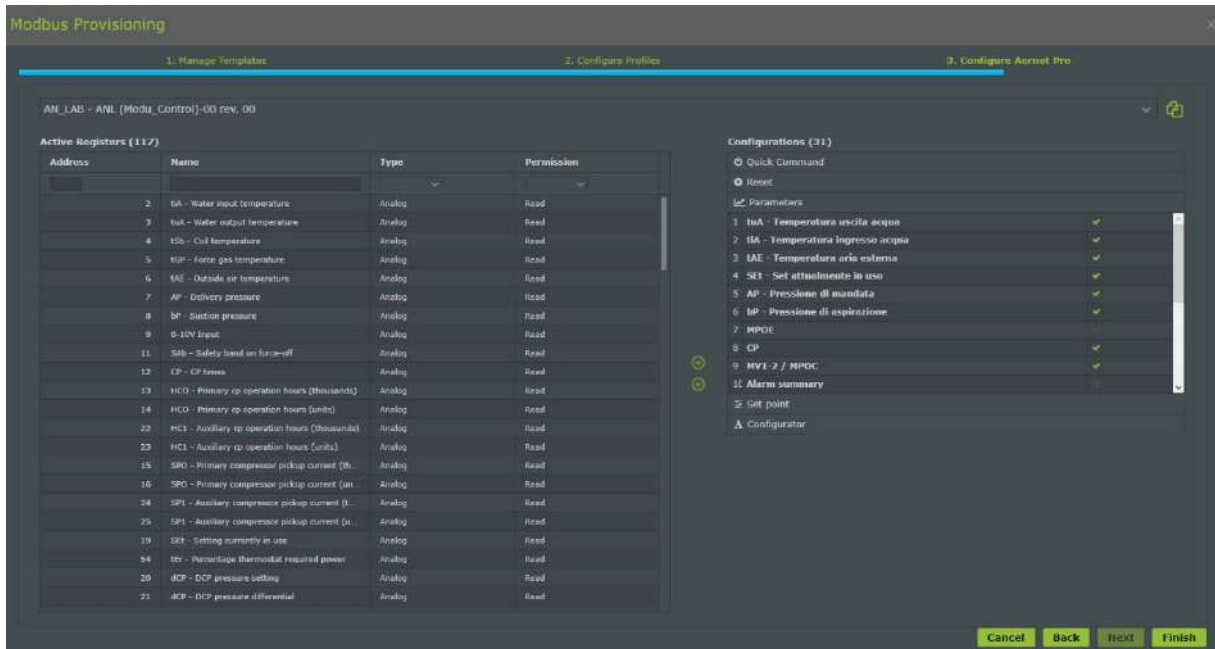 Modbus Provisioning
1. Manage Templates
2. Configure Profiles
3. Configure Aernet Pro
AN_LAB - ANL (Modu_Control)-00 rev. 00
Active Registers (117)
Address Name Type Permission
2 tiA - Water input temperature Analog Read
3 tuA - Water output temperature Analog Read
4 tSb - Coil temperature Analog Read
5 tGP - Force gas temperature Analog Read
6 tAE - Outside air temperature Analog Read
7 AP - Delivery pressure Analog Read
8 bP - Suction pressure Analog Read
9 0-10V Input Analog Read
11 SAb - Safety band on force-off Analog Read
12 CP - CP times Analog Read
13 HCO - Primary cp operation hours (thousands) Analog Read
14 HCO - Primary cp operation hours (units) Analog Read
22 HC1 - Auxiliary cp operation hours (thousands) Analog Read
23 HC1 - Auxiliary cp operation hours (units) Analog Read
15 SPO - Primary compressor pickup current (th... Analog Read
16 SPO - Primary compressor pickup current (un... Analog Read
24 SP1 - Auxiliary compressor pickup current (t... Analog Read
25 SP1 - Auxiliary compressor pickup current (u... Analog Read
19 SEt - Setting currently in use Analog Read
54 tEr - Percentage thermostat required power Analog Read
20 dCP - DCP pressure setting Analog Read
21 dCP - DCP pressure differential Analog Read
Configurations (31)
Quick Command
Reset
Parameters
1 tuA - Temperatura uscita acqua
2 tiA - Temperatura ingresso acqua
3 tAE - Temperatura aria esterna
4 SEt - Set attualmente in uso
5 AP - Pressione di mandata
6 bP - Pressione di aspirazione
7 MPOE
8 CP
9 MV1-2 / MPOC
10 Alarm summary
Set point
Configurator
Cancel Back Next Finish